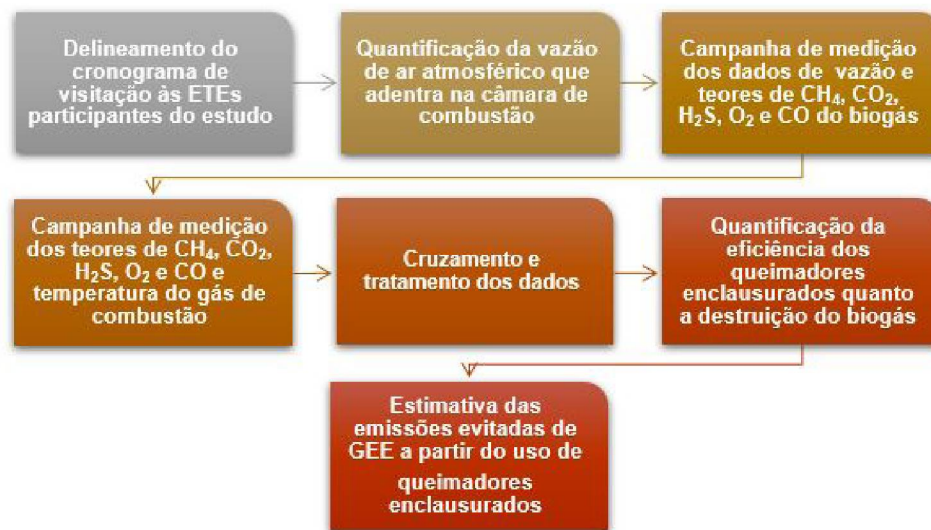 Delineamento do
cronograma de
visitação às ETEs
participantes do estudo
Quantificação da vazão
de ar atmosférico que
adentra na câmara de
combustão
Campanha de medição
dos dados de vazão e
teores de CH₄, CO₂,
H₂S, O₂ e CO do biogás
Campanha de medição
dos teores de CH₄, CO₂,
H₂S, O₂ e CO e
temperatura do gás de
combustão
Cruzamento e
tratamento dos dados
Quantificação da
eficiência dos
queimadores
enclausurados quanto
a destruição do biogás
Estimativa das
emissões evitadas de
GEE a partir do uso de
queimadores
enclausurados